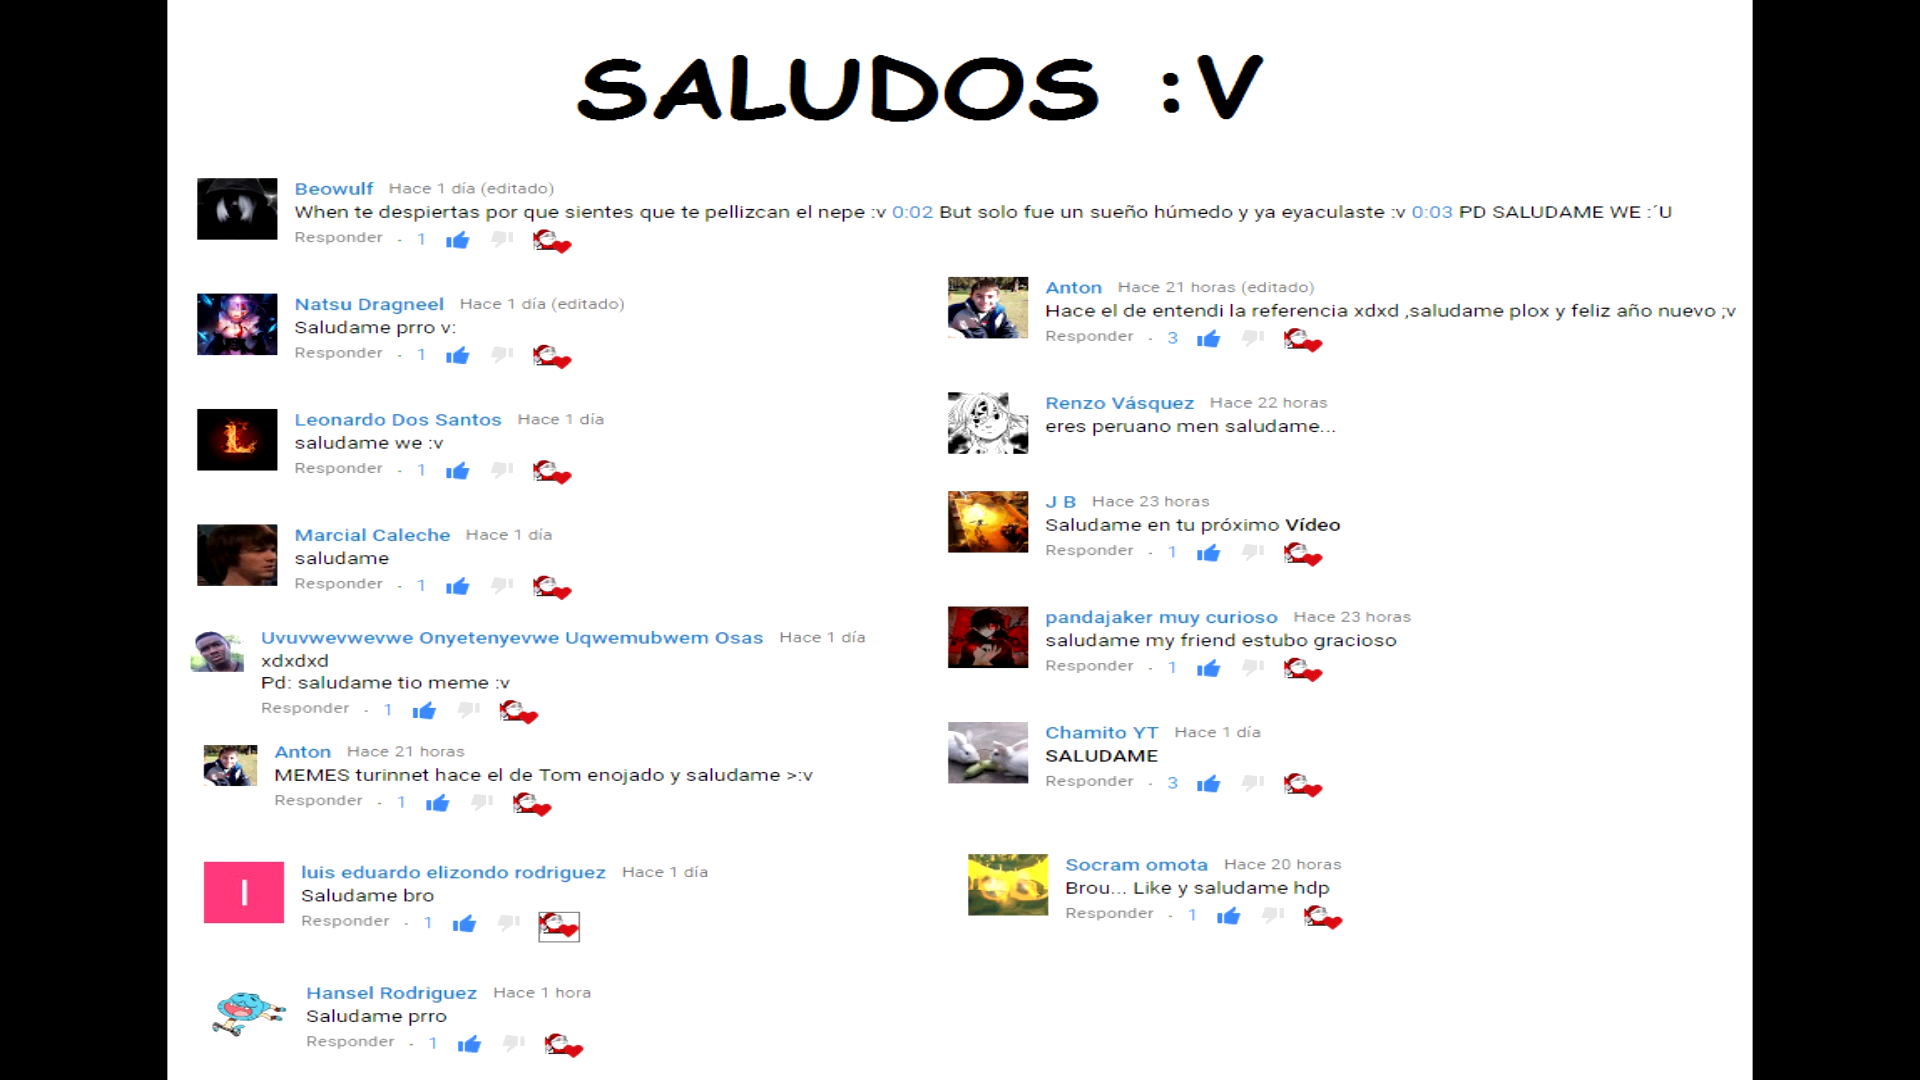 SALUDOS :V
Beowulf Hace 1 día (editado)
When te despiertas por que sientes que te pellizcan el nepe :v 0:02 But solo fue un sueño húmedo y ya eyaculaste :v 0:03 PD SALUDAME WE :´U
Responder · 1
Natsu Dragneel Hace 1 día (editado)
Saludame prro v:
Responder · 1
Leonardo Dos Santos Hace 1 día
saludame we :v
Responder · 1
Marcial Caleche Hace 1 día
saludame
Responder · 1
Uvuvwevwevwe Onyetenyevwe Uqwemubwem Osas Hace 1 día
xdxdxd
Pd: saludame tio meme :v
Responder · 1
Anton Hace 21 horas
MEMES turinnet hace el de Tom enojado y saludame >:v
Responder · 1
l
luis eduardo elizondo rodriguez Hace 1 día
Saludame bro
Responder · 1
Hansel Rodriguez Hace 1 hora
Saludame prro
Responder · 1
Anton Hace 21 horas (editado)
Hace el de entendi la referencia xdxd ,saludame plox y feliz año nuevo ;v
Responder · 3
Renzo Vásquez Hace 22 horas
eres peruano men saludame...
J B Hace 23 horas
Saludame en tu próximo Vídeo
Responder · 1
pandajaker muy curioso Hace 23 horas
saludame my friend estubo gracioso
Responder · 1
Chamito YT Hace 1 día
SALUDAME
Responder · 3
Socram omota Hace 20 horas
Brou... Like y saludame hdp
Responder · 1